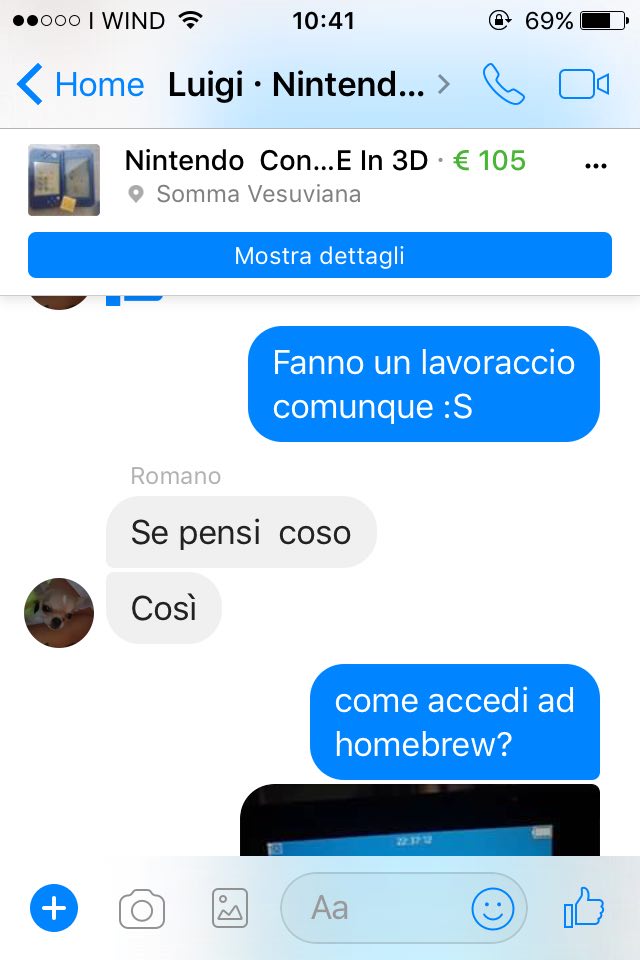 I WIND 10:41 69%
Home Luigi · Nintend...
Nintendo Con...E In 3D · € 105
Somma Vesuviana
Mostra dettagli
Fanno un lavoraccio
comunque :S
Romano
Se pensi coso
Così
come accedi ad
homebrew?
22:37:12
Aa